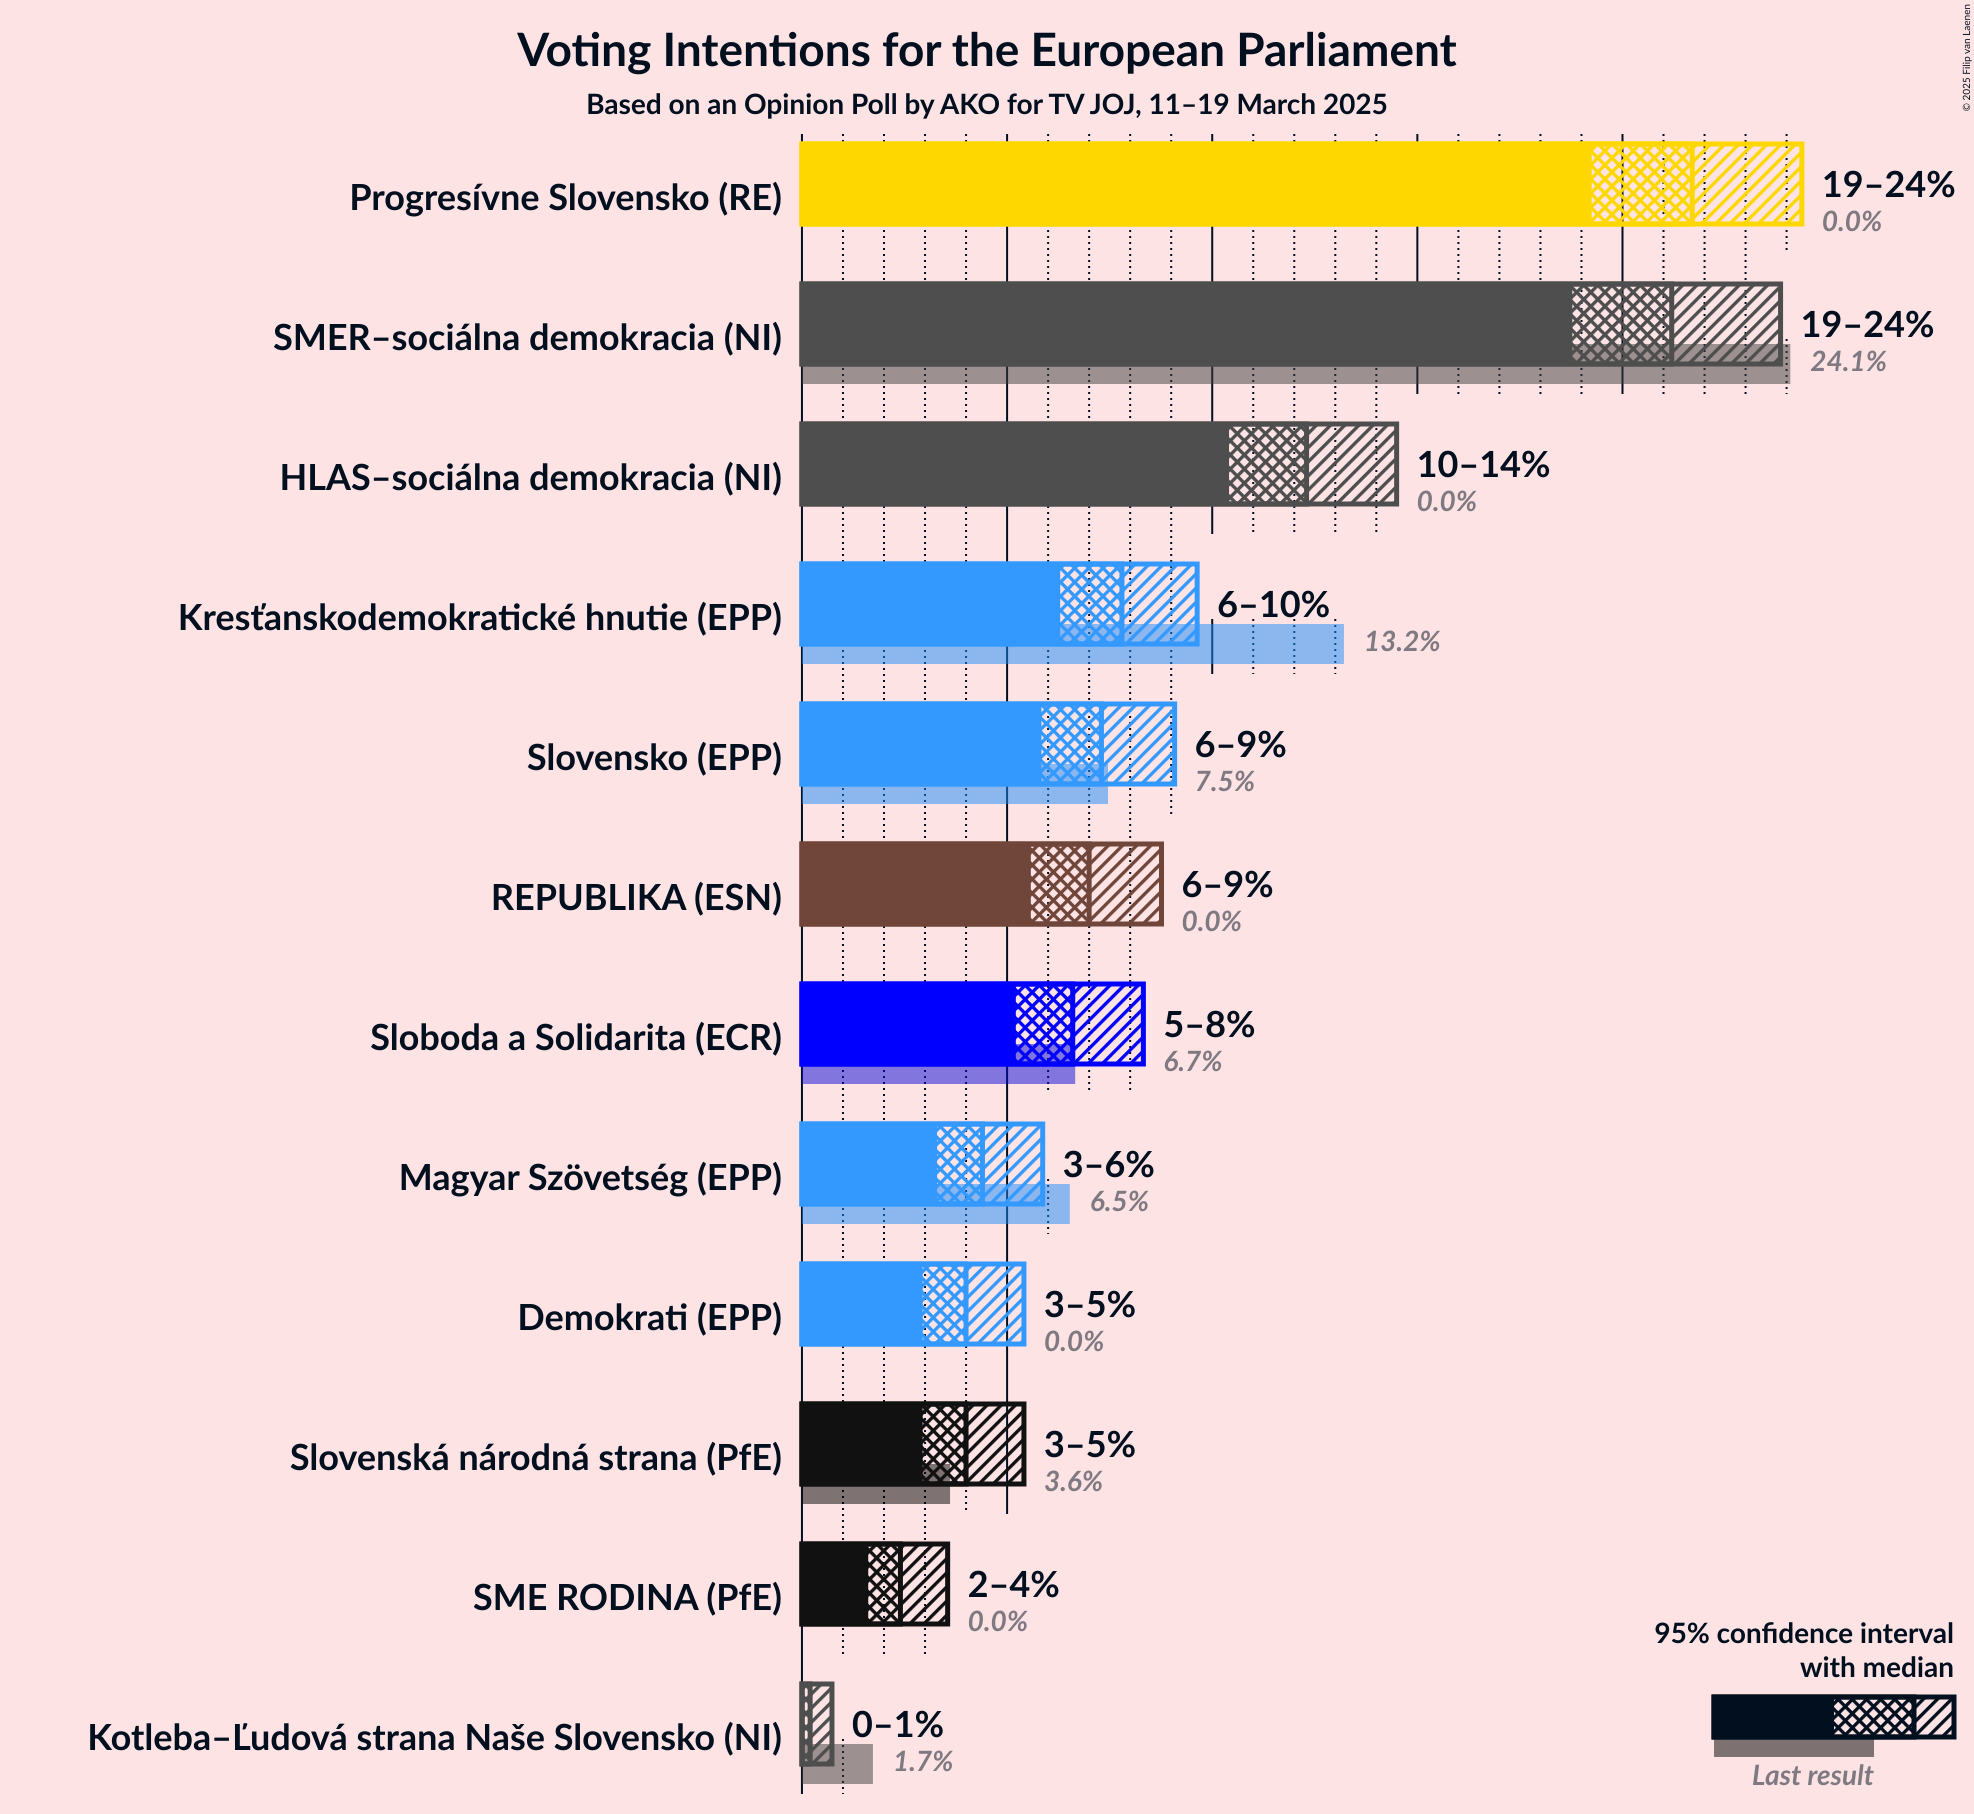 Voting Intentions for the European Parliament
Based on an Opinion Poll by AKO for TV JOJ, 11–19 March 2025
© 2025 Filip van Laenen
Progresívne Slovensko (RE)
19–24%
0.0%
SMER–sociálna demokracia (NI)
19–24%
24.1%
HLAS–sociálna demokracia (NI)
10–14%
0.0%
Kresťanskodemokratické hnutie (EPP)
6–10%
13.2%
Slovensko (EPP)
6–9%
7.5%
REPUBLIKA (ESN)
6–9%
0.0%
Sloboda a Solidarita (ECR)
5–8%
6.7%
Magyar Szövetség (EPP)
3–6%
6.5%
Demokrati (EPP)
3–5%
0.0%
Slovenská národná strana (PfE)
3–5%
3.6%
SME RODINA (PfE)
2–4%
0.0%
Kotleba–Ľudová strana Naše Slovensko (NI)
0–1%
1.7%
95% confidence interval
with median
Last result